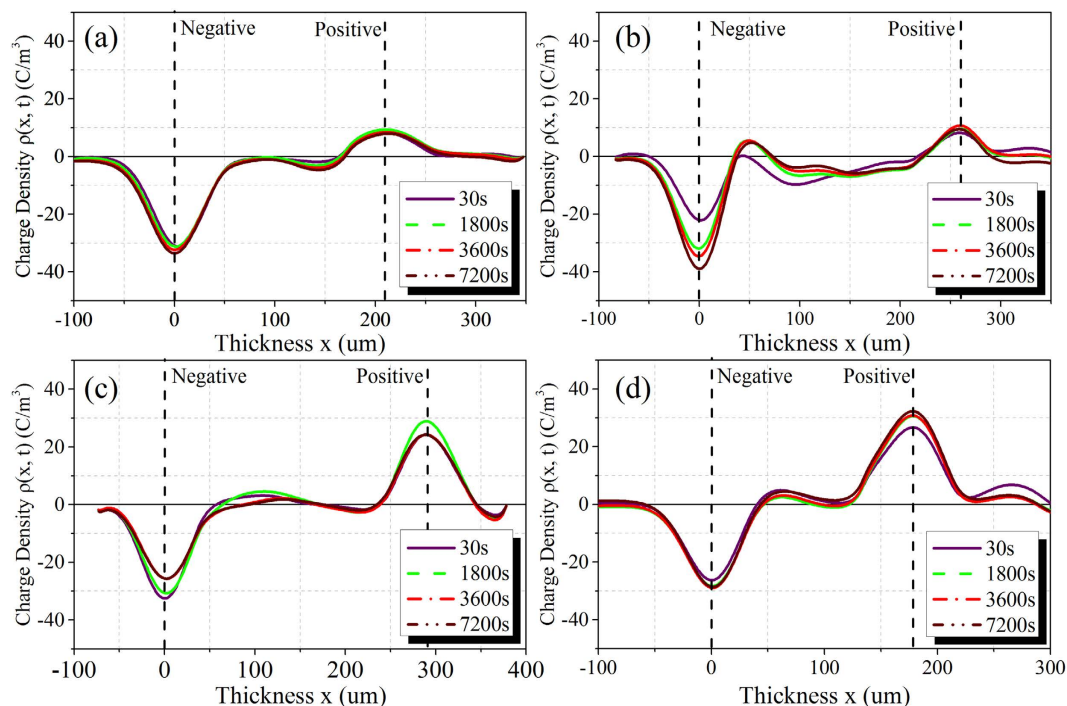 (a)
Negative
Positive
Charge Density ρ(x, t) (C/m³)
40
20
0
-20
-40
30s
1800s
3600s
7200s
-100
0
100
200
300
Thickness x (um)
(b)
Negative
Positive
Charge Density ρ(x, t) (C/m³)
40
20
0
-20
-40
30s
1800s
3600s
7200s
-100
0
100
200
300
Thickness x (um)
(c)
Negative
Positive
Charge Density ρ(x, t) (C/m³)
40
20
0
-20
-40
30s
1800s
3600s
7200s
-100
0
100
200
300
400
Thickness x (um)
(d)
Negative
Positive
Charge Density ρ(x, t) (C/m³)
40
20
0
-20
-40
30s
1800s
3600s
7200s
-100
0
100
200
300
Thickness x (um)